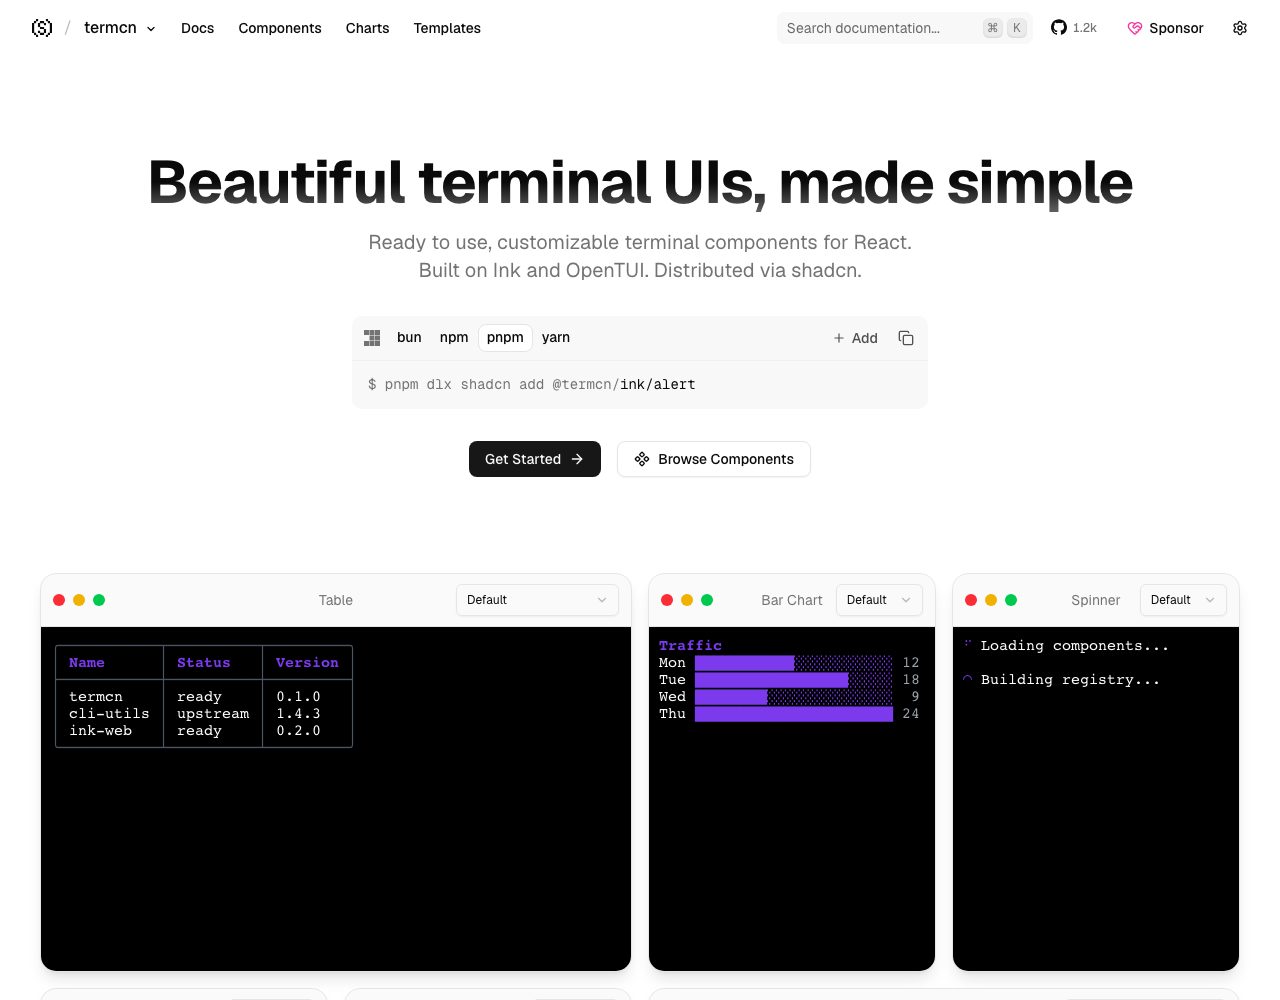 / termcn Docs Components Charts Templates Search documentation... ⌘ K 1.2k Sponsor
Beautiful terminal UIs, made simple
Ready to use, customizable terminal components for React.
Built on Ink and OpenTUI. Distributed via shadcn.
bun npm pnpm yarn + Add
$ pnpm dlx shadcn add @termcn/ink/alert
Get Started → Browse Components
Table Default
Name Status Version
termcn ready 0.1.0
cli-utils upstream 1.4.3
ink-web ready 0.2.0
Bar Chart Default
Traffic
Mon 12
Tue 18
Wed 9
Thu 24
Spinner Default
Loading components...
Building registry...